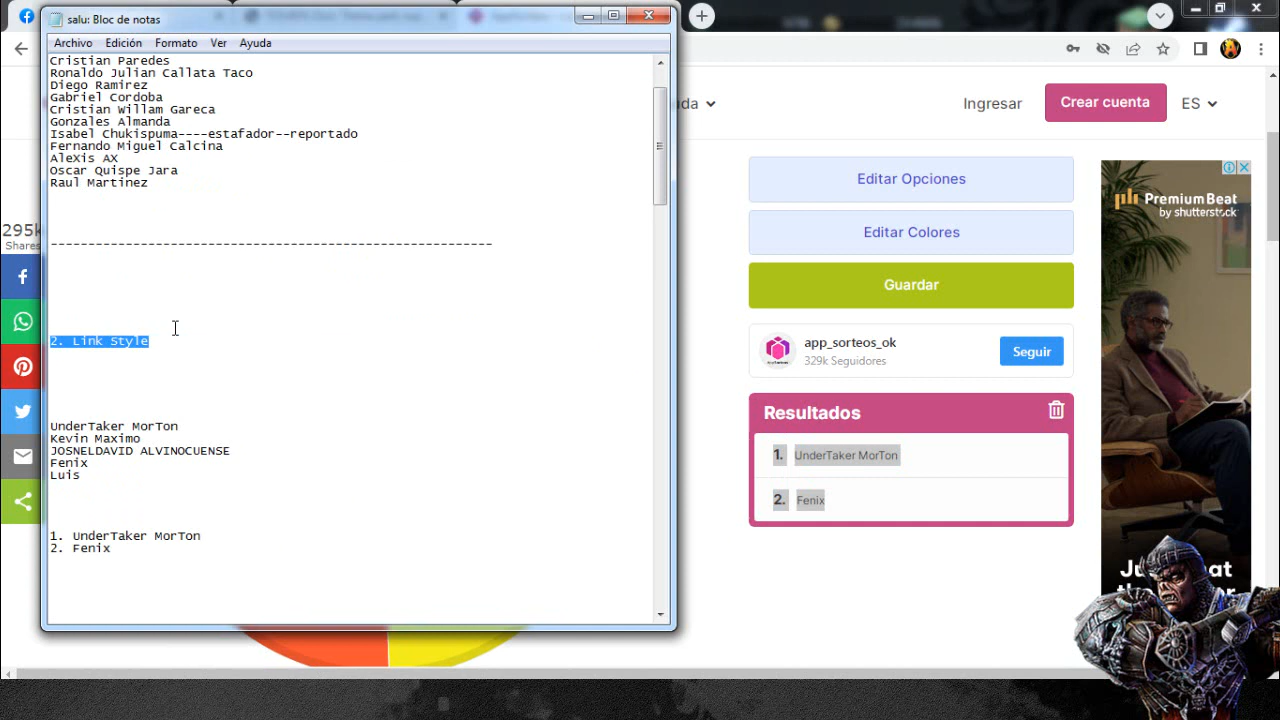 salu: Bloc de notas
Archivo Edición Formato Ver Ayuda
Cristian Paredes
Ronaldo Julian Callata Taco
Diego Ramirez
Gabriel Cordoba
Cristian Willam Gareca
Gonzales Almanda
Isabel Chukispuma----estafador--reportado
Fernando Miguel Calcina
AleXis AX
Oscar Quispe Jara
Raul Martinez
-----------------------------------------------------------
2. Link Style
UnderTaker MorTon
Kevin Maximo
JOSNELDAVID ALVINOCUENSE
Fenix
Luis
1. UnderTaker MorTon
2. Fenix
295k
Shares
da
Ingresar
Crear cuenta
ES
Editar Opciones
Editar Colores
Guardar
app_sorteos_ok
329k Seguidores
Seguir
Resultados
1. UnderTaker MorTon
2. Fenix
PremiumBeat
by shutterstock